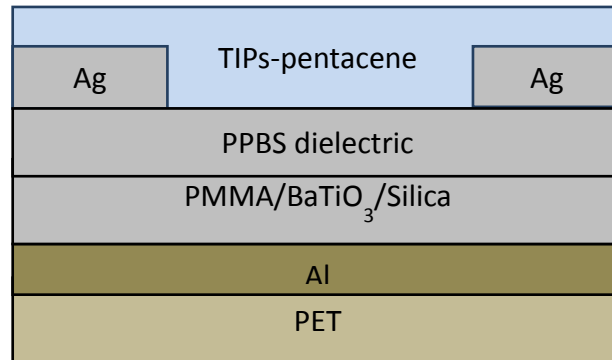 TIPs-pentacene
Ag Ag
PPBS dielectric
PMMA/BaTiO₃/Silica
Al
PET